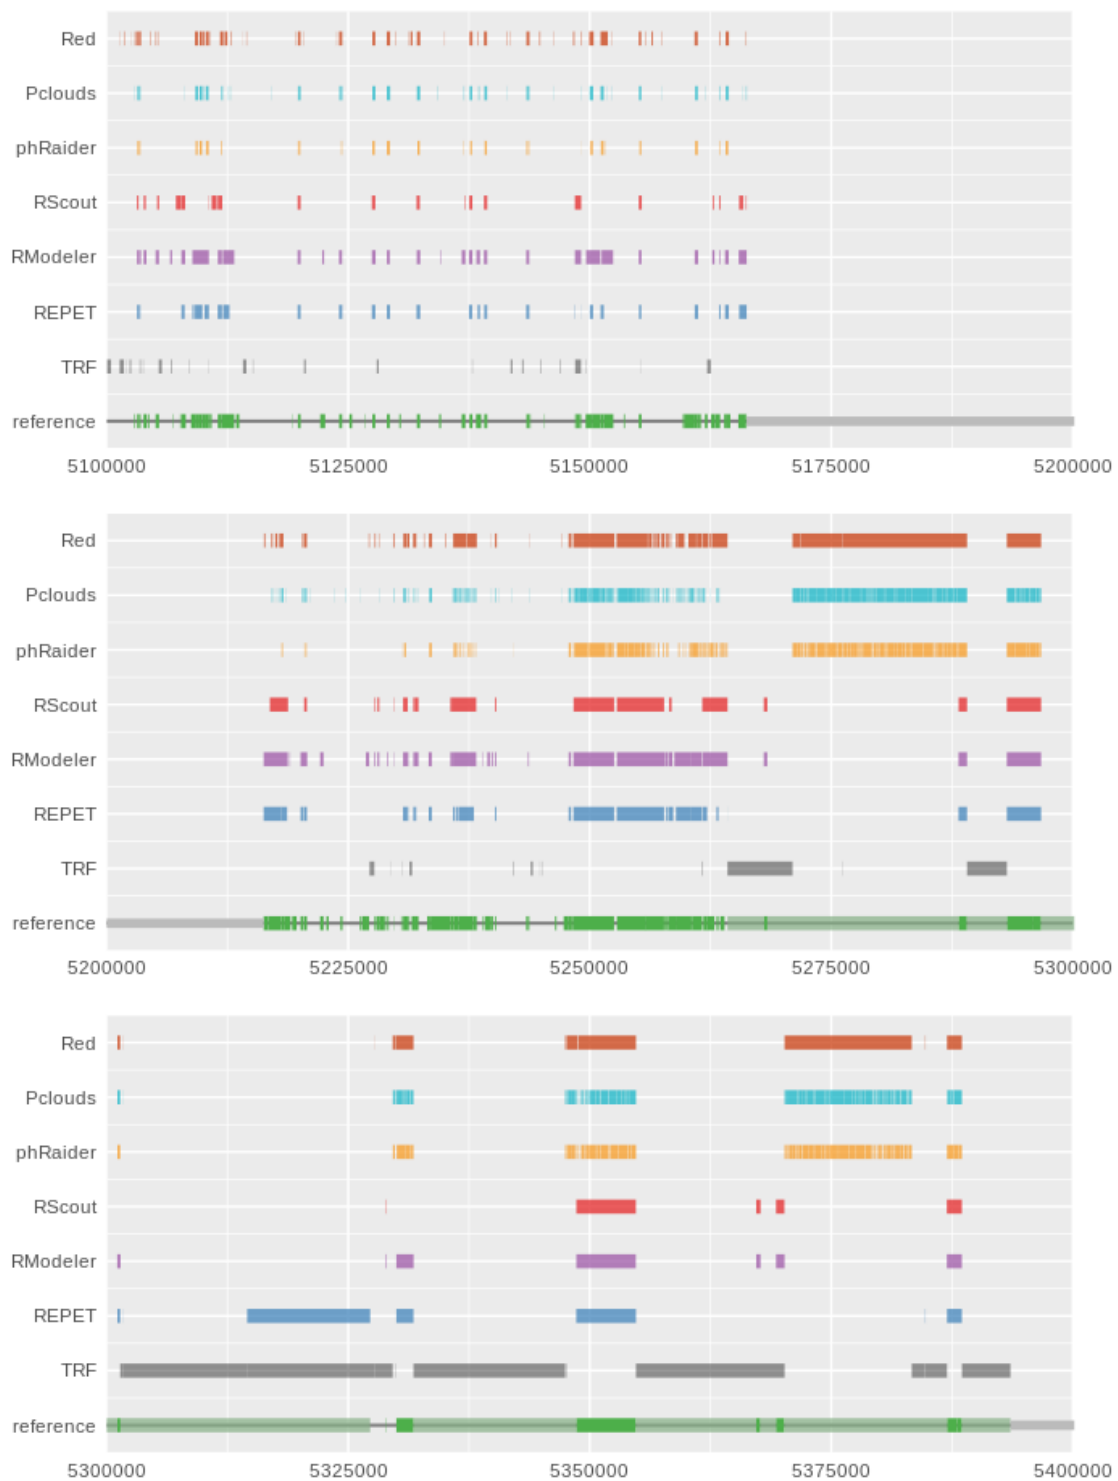 Red
Pclouds
phRaider
RScout
RModeler
REPET
TRF
reference
5100000 5125000 5150000 5175000 5200000
Red
Pclouds
phRaider
RScout
RModeler
REPET
TRF
reference
5200000 5225000 5250000 5275000 5300000
Red
Pclouds
phRaider
RScout
RModeler
REPET
TRF
reference
5300000 5325000 5350000 5375000 5400000